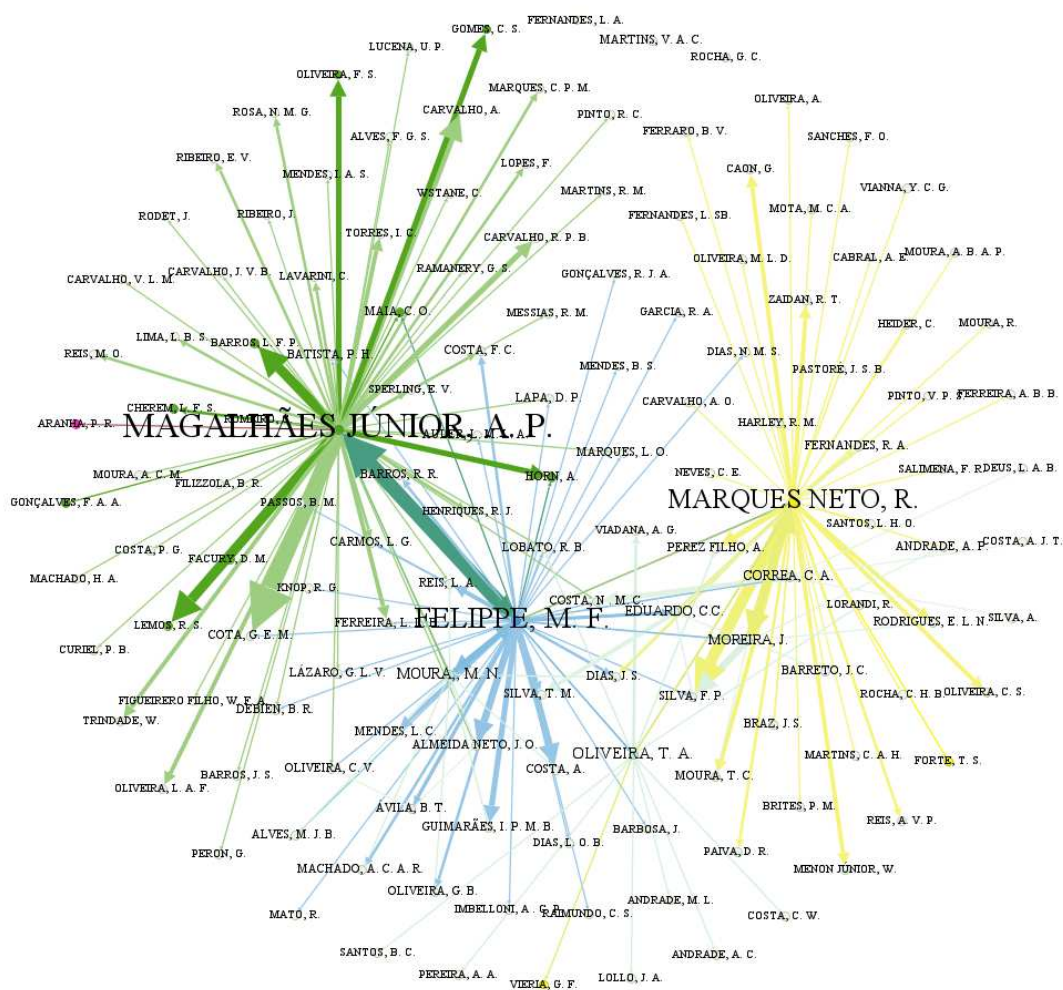 FERNANDES, L. A.
GOMES, C. S.
MARTINS, V. A. C.
LUCENA, U. P.
ROCHA, G. C.
OLIVEIRA, F. S.
MARQUES, C. P. M.
OLIVEIRA, A.
CARVALHO, A.
ROSA, N. M. G.
PINTO, R. C.
FERRARO, B. V.
ALVES, F. G. S.
SANCHES, F. O.
RIBEIRO, E. V.
LOPES, F.
CAON, G.
MENDES, I. A. S.
VIANNA, Y. C. G.
WSTANE, C.
MARTINS, R. M.
MOTA, M. C. A.
RODET, J.
RIBEIRO, J.
FERNANDES, L. SB.
TORRES, I. C.
CARVALHO, R. P. B.
MOURA, A. B. A. P.
OLIVEIRA, M. L. D.
CABRAL, A. E.
RAMANERY, G. S.
CARVALHO, V. L. M.
CARVALHO, J. V. B.
LAVARINI, C.
GONÇALVES, R. J. A.
ZAIDAN, R. T.
MAIA, C. O.
MESSIAS, R. M.
GARCIA, R. A.
HEIDER, C.
MOURA, R.
LIMA, L. B. S.
BARROS, L. F. P.
REIS, M. O.
BATISTA, P. H.
COSTA, F. C.
DIAS, N. M. S.
MENDES, B. S.
PASTORE, J. S. B.
SPERLING, E. V.
LAPA, D. P.
CARVALHO, A. O.
PINTO, V. P. S.
FERREIRA, A. B. B.
CHEREM, L. F. S.
ARANHA, P. R.
MAGALHÃES JÚNIOR, A. P.
HARLEY, R. M.
MARQUES, L. O.
FERNANDES, R. A.
MOURA, A. C. M.
BARROS, R. R.
HORN, A.
NEVES, C. E.
SALIMENA, F. R.
DEUS, L. A. B.
FILIZZOLA, B. R.
GONÇALVES, F. A. A.
PASSOS, B. M.
MARQUES NETO, R.
HENRIQUES, R. J.
VIADANA, A. G.
SANTOS, L. H. O.
COSTA, P. G.
CARMOS, L. G.
LOBATO, R. B.
PEREZ FILHO, A.
ANDRADE, A. P.
COSTA, A. J. T.
FACURY, D. M.
MACHADO, H. A.
KNOP, R. G.
REIS, L. A.
CORREA, C. A.
COSTA, N. M. C.
EDUARDO, C.C.
LORANDI, R.
LEMOS, R. S.
COTA, G. E. M.
FELIPPE, M. F.
RODRIGUES, E. L. N.
SILVA, A.
MOREIRA, J.
CURIEL, P. B.
LÁZARO, G. L. V.
MOURA, M. N.
DIAS, J. S.
BARRETO, J. C.
SILVA, T. M.
SILVA, F. P.
ROCHA, C. H. B.
OLIVEIRA, C. S.
FIGUEIRERO FILHO, W. E. A.
DEBIEN, B. R.
TRINDADE, W.
BRAZ, J. S.
MENDES, L. C.
ALMEIDA NETO, J. O.
OLIVEIRA, T. A.
MARTINS, C. A. H.
FORTE, T. S.
OLIVEIRA, C. V.
COSTA, A.
BARROS, J. S.
MOURA, T. C.
OLIVEIRA, L. A. F.
ÁVILA, B. T.
BRITES, P. M.
REIS, A. V. P.
GUIMARÃES, I. P. M. B.
BARBOSA, J.
ALVES, M. J. B.
DIAS, L. O. B.
PERON, G.
PAIVA, D. R.
MACHADO, A. C. A. R.
MENON JÚNIOR, W.
OLIVEIRA, G. B.
ANDRADE, M. L.
IMBELLONI, A. G. P.
MATO, R.
RAIMUNDO, C. S.
COSTA, C. W.
SANTOS, B. C.
ANDRADE, A. C.
PEREIRA, A. A.
LOLLO, J. A.
VIERIA, G. F.